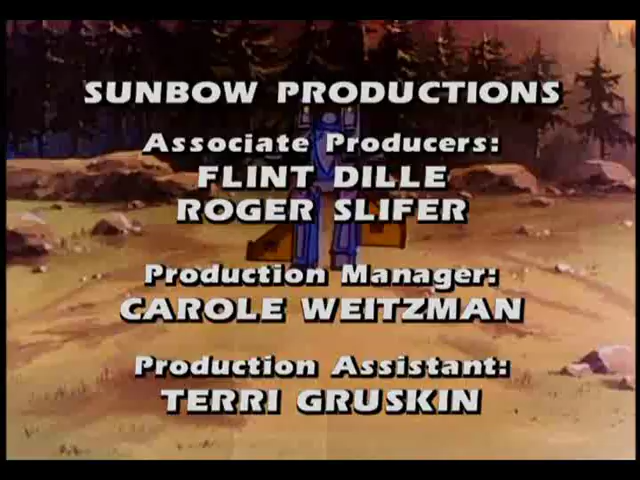 SUNBOW PRODUCTIONS
Associate Producers:
FLINT DILLE
ROGER SLIFER
Production Manager:
CAROLE WEITZMAN
Production Assistant:
TERRI GRUSKIN